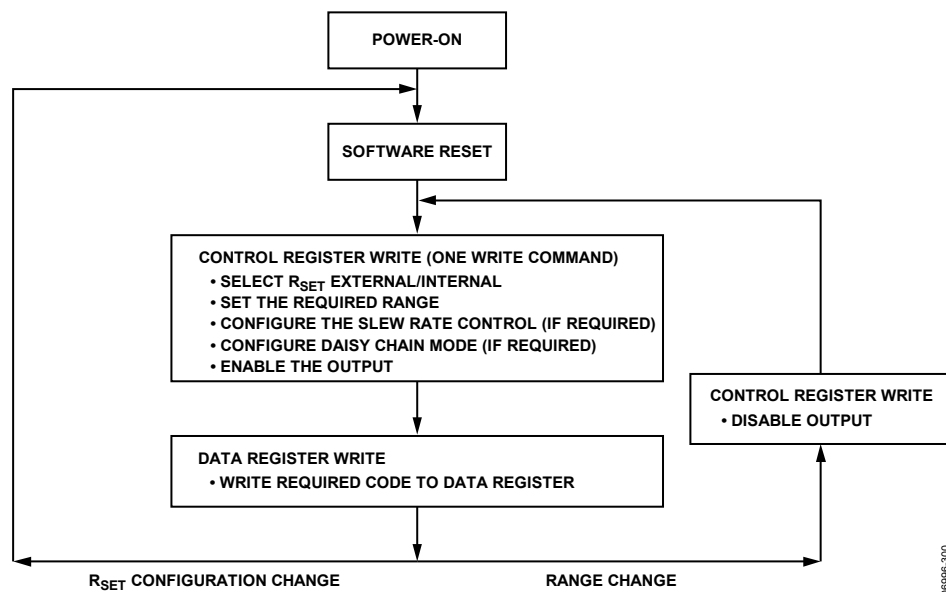 POWER-ON
SOFTWARE RESET
CONTROL REGISTER WRITE (ONE WRITE COMMAND)
• SELECT RSET EXTERNAL/INTERNAL
• SET THE REQUIRED RANGE
• CONFIGURE THE SLEW RATE CONTROL (IF REQUIRED)
• CONFIGURE DAISY CHAIN MODE (IF REQUIRED)
• ENABLE THE OUTPUT
CONTROL REGISTER WRITE
• DISABLE OUTPUT
DATA REGISTER WRITE
• WRITE REQUIRED CODE TO DATA REGISTER
RSET CONFIGURATION CHANGE
RANGE CHANGE
06996-300